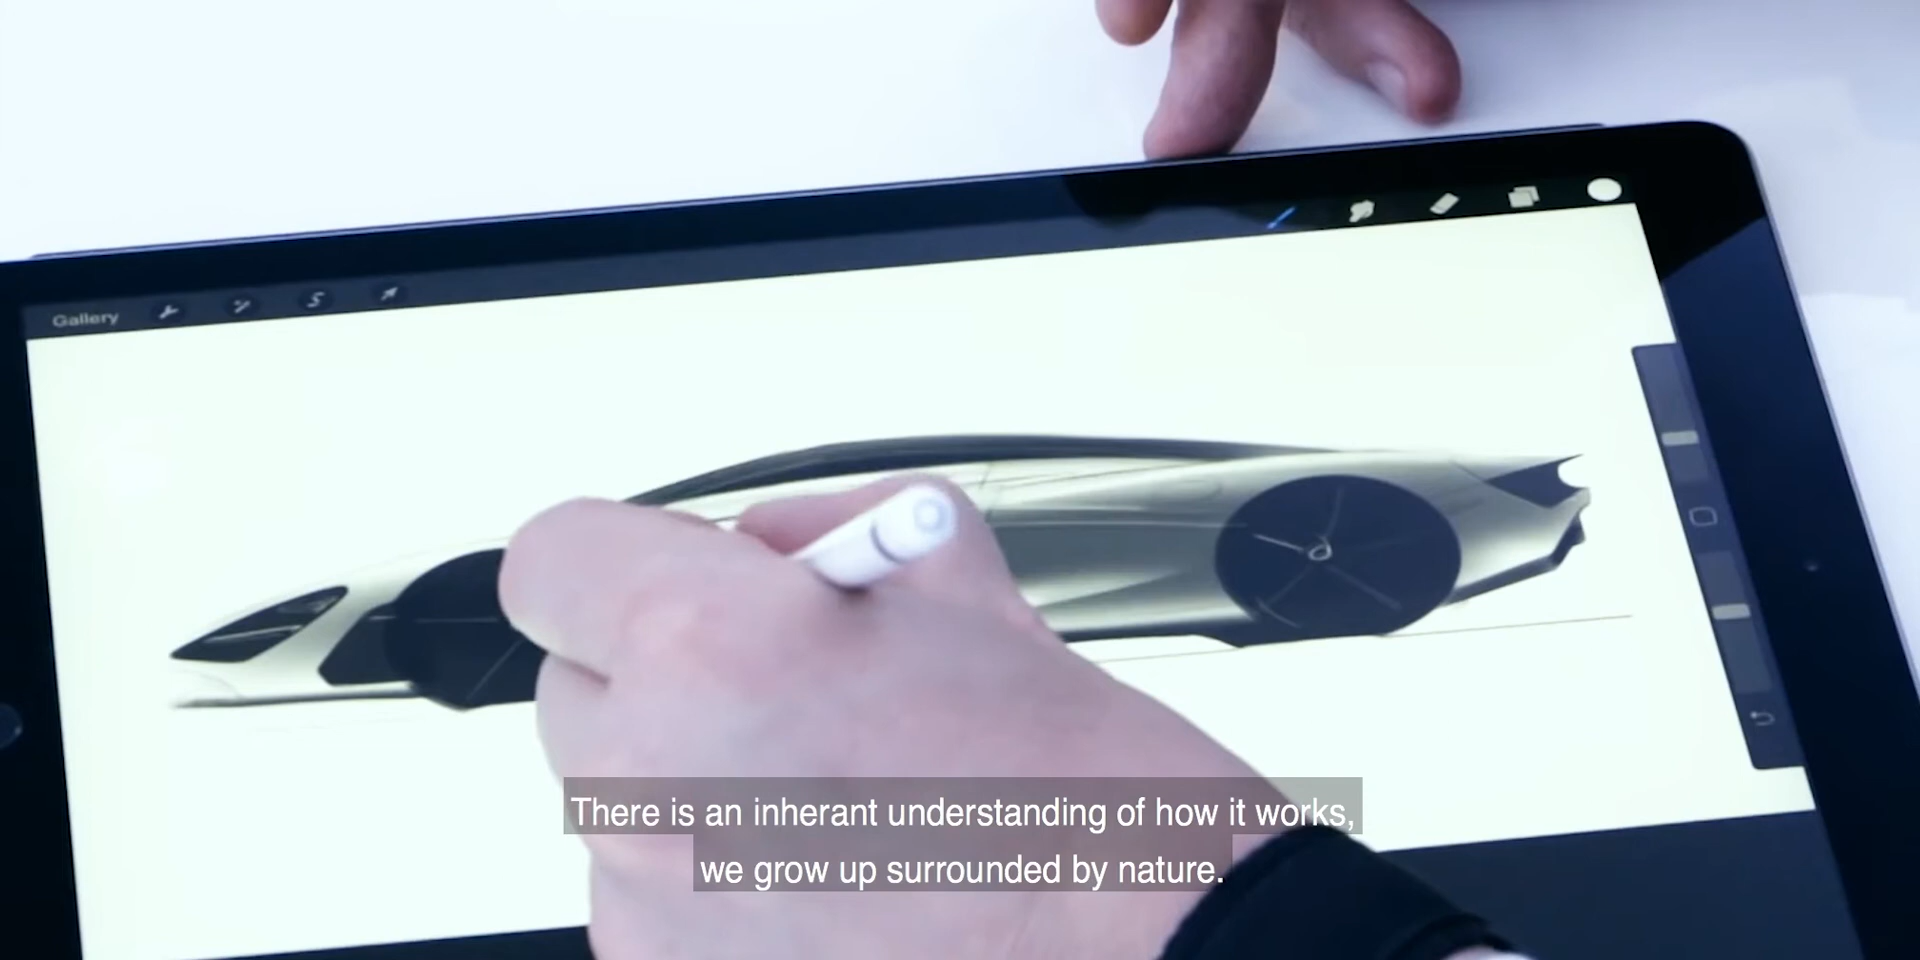 Gallery
There is an inherant understanding of how it works,
we grow up surrounded by nature.